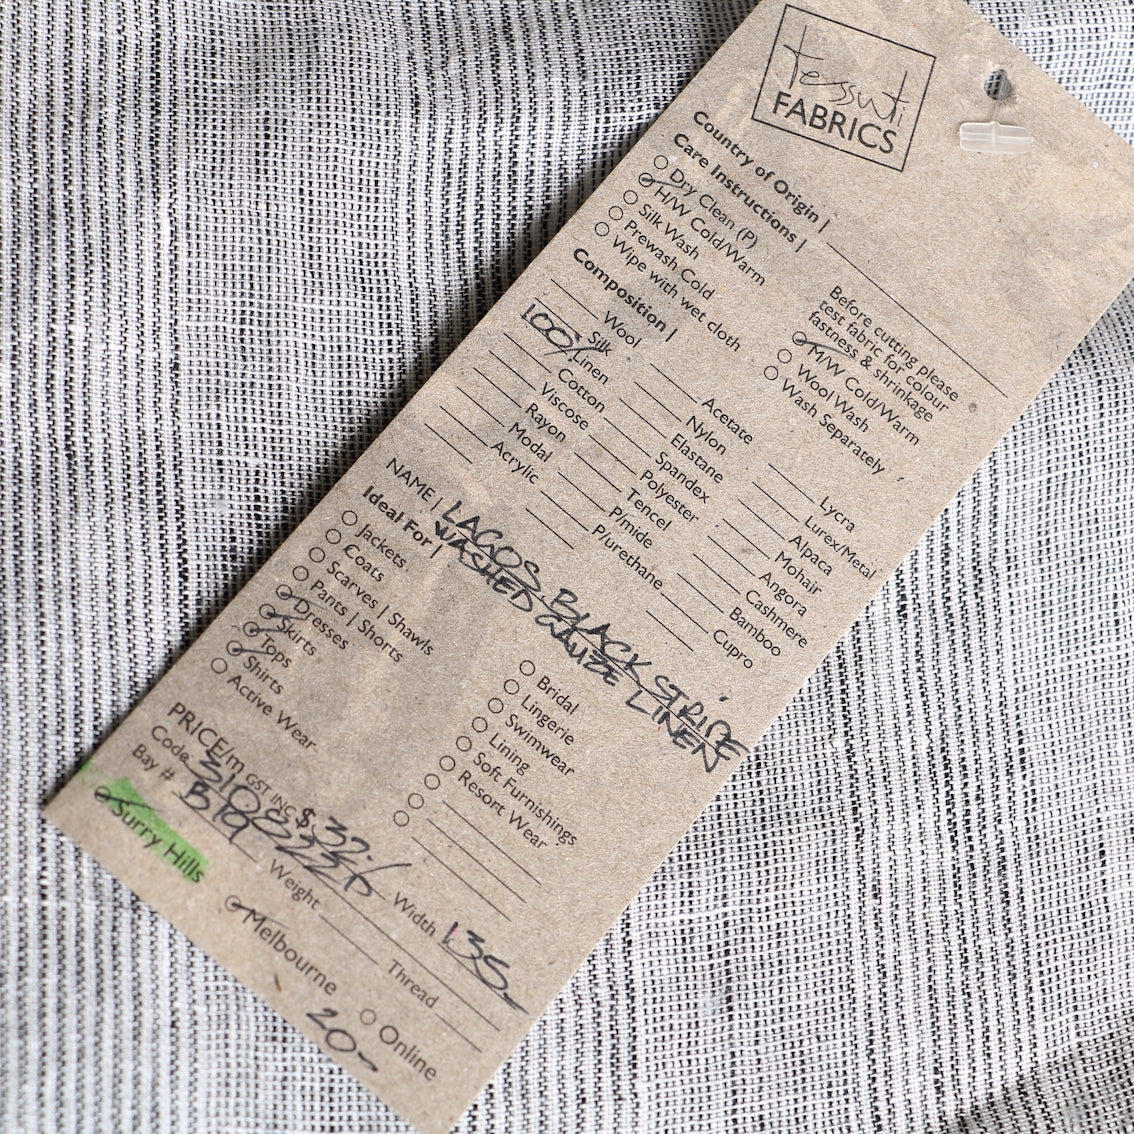 tessuti
FABRICS
Country of Origin |
Care Instructions |
Dry Clean (P)
H/W Cold/Warm
Silk Wash
Prewash Cold
Wipe with wet cloth
Before cutting please
test fabric for colour
fastness & shrinkage
M/W Cold/Warm
Wool Wash
Wash Separately
Composition |
Wool
Silk
100% Linen
Cotton
Viscose
Rayon
Modal
Acrylic
Acetate
Nylon
Elastane
Spandex
Polyester
Tencel
P/mide
P/urethane
Lycra
Lurex/Metal
Alpaca
Mohair
Angora
Cashmere
Bamboo
Cupro
NAME | LAGOS BLACK STRIPE
WASHED GAUZE LINEN
Ideal For |
Jackets
Coats
Scarves | Shawls
Pants | Shorts
Dresses
Skirts
Tops
Shirts
Active Wear
Bridal
Lingerie
Swimwear
Lining
Soft Furnishings
Resort Wear
PRICE/m GST INC $ 32.
Code
Width 135
Bay # B19
Weight
Thread
Surry Hills
Melbourne
Online
20-